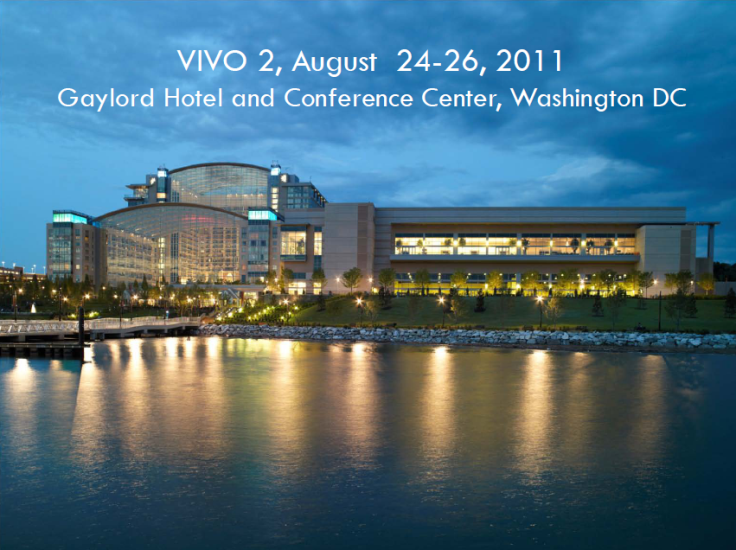 VIVO 2, August  24-26, 2011
Gaylord Hotel and Conference Center, Washington DC